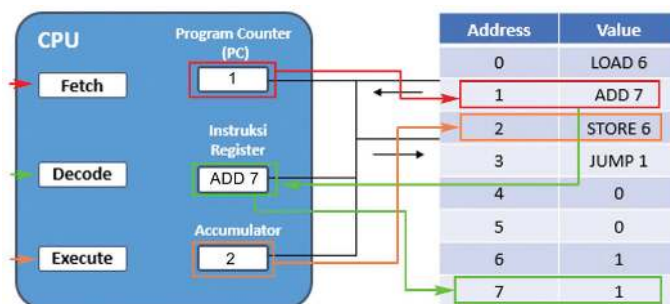 CPU
Program Counter
(PC)
Fetch
1
Instruksi
Register
Decode
ADD 7
Accumulator
Execute
2
Address Value
0 LOAD 6
1 ADD 7
2 STORE 6
3 JUMP 1
4 0
5 0
6 1
7 1